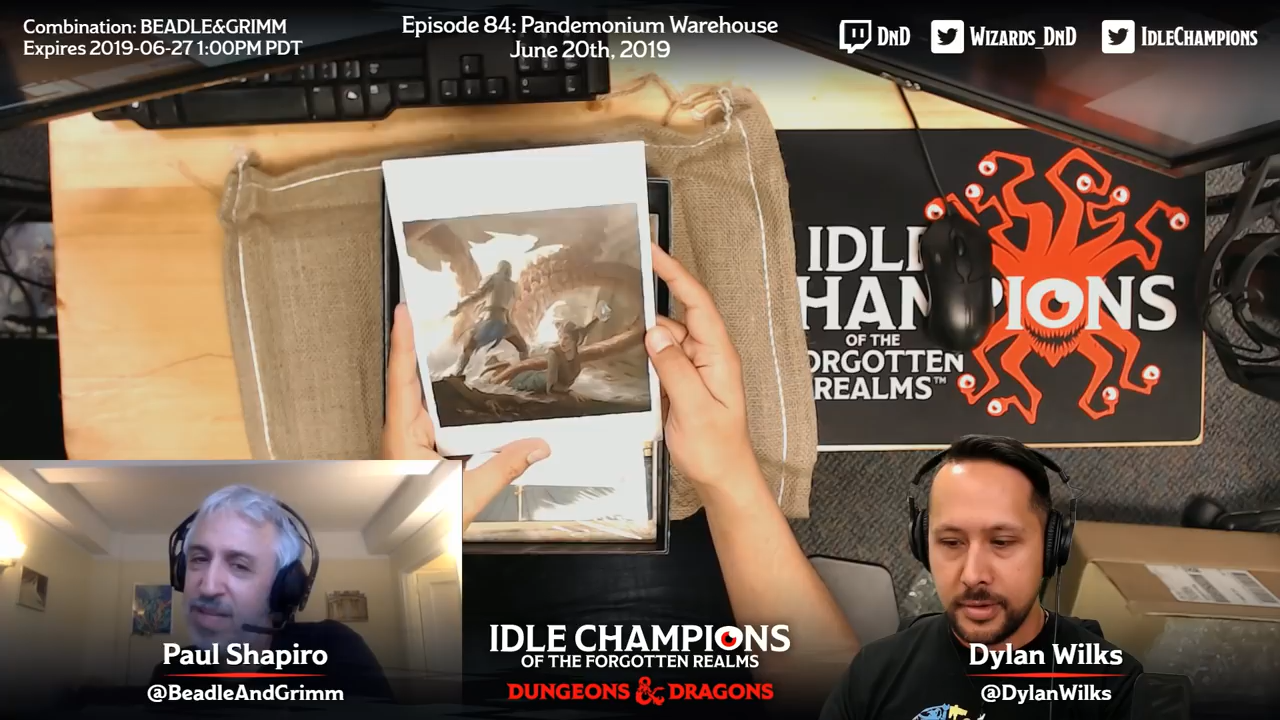 Combination: BEADLE&GRIMM
Expires 2019-06-27 1:00PM PDT
Episode 84: Pandemonium Warehouse
June 20th, 2019
DnD
Wizards_DnD
IdleChampions
IDLE
CHAMPIONS
OF THE
FORGOTTEN
REALMS™
Paul Shapiro
@BeadleAndGrimm
IDLE CHAMPIONS
OF THE FORGOTTEN REALMS
DUNGEONS & DRAGONS
Dylan Wilks
@DylanWilks